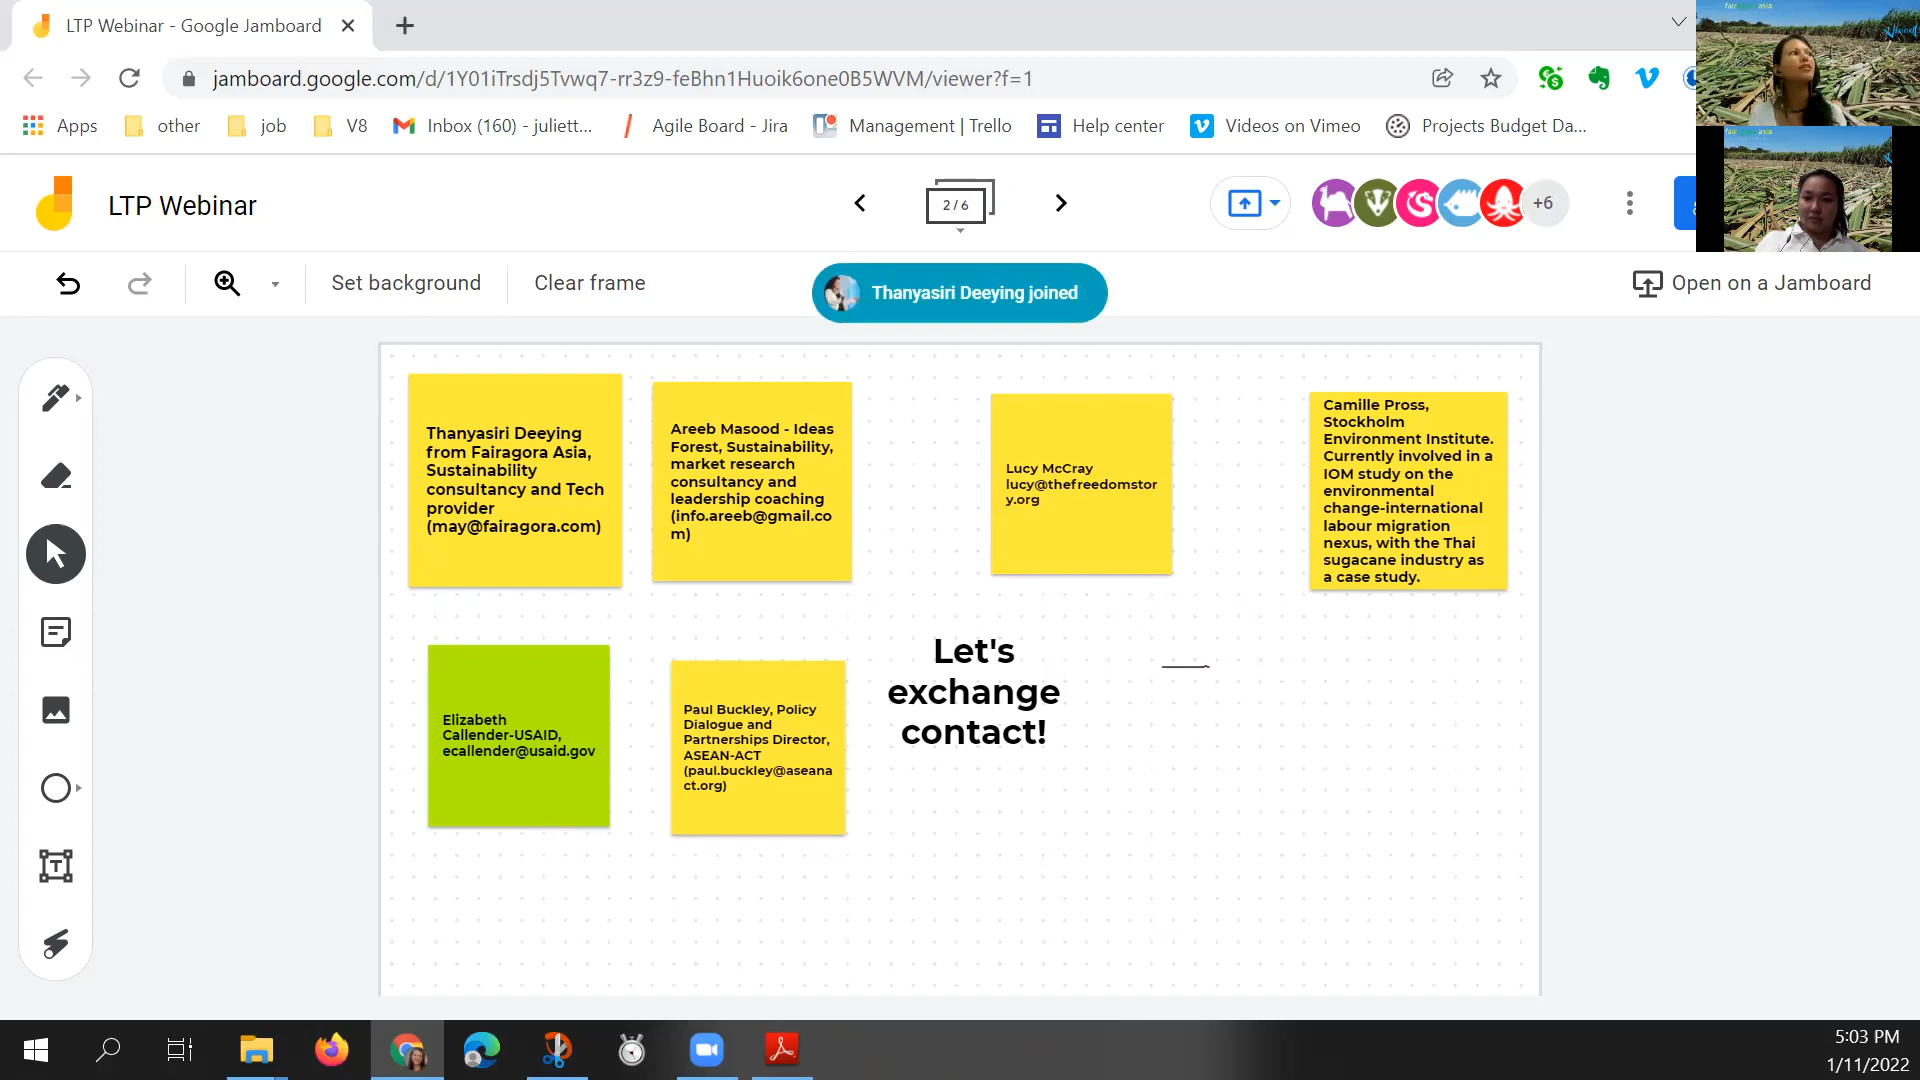 LTP Webinar - Google Jamboard
jamboard.google.com/d/1Y01iTrsdj5Tvwq7-rr3z9-feBhn1Huoik6one0B5WVM/viewer?f=1
Apps
other
job
V8
Inbox (160) - juliett...
Agile Board - Jira
Management | Trello
Help center
Videos on Vimeo
Projects Budget Da...
LTP Webinar
2 / 6
+6
Set background
Clear frame
Thanyasiri Deeying joined
Open on a Jamboard
Thanyasiri Deeying
from Fairagora Asia,
Sustainability
consultancy and Tech
provider
(may@fairagora.com)
Areeb Masood - Ideas
Forest, Sustainability,
market research
consultancy and
leadership coaching
(info.areeb@gmail.co
m)
Lucy McCray
lucy@thefreedomstor
y.org
Camille Pross,
Stockholm
Environment Institute.
Currently involved in a
IOM study on the
environmental
change-international
labour migration
nexus, with the Thai
sugacane industry as
a case study.
Elizabeth
Callender-USAID,
ecallender@usaid.gov
Paul Buckley, Policy
Dialogue and
Partnerships Director,
ASEAN-ACT
(paul.buckley@aseana
ct.org)
Let's
exchange
contact!
5:03 PM
1/11/2022